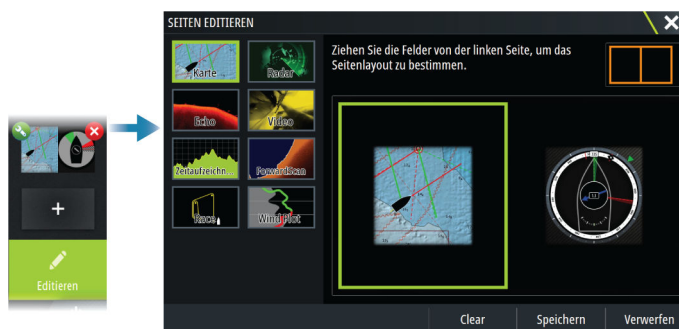 SEITEN EDITIEREN
Ziehen Sie die Felder von der linken Seite, um das
Seitenlayout zu bestimmen.
Karte
Radar
Echo
Video
Zeitaufzeichn...
ForwardScan
Race
Wind Plot
+
Editieren
Clear
Speichern
Verwerfen